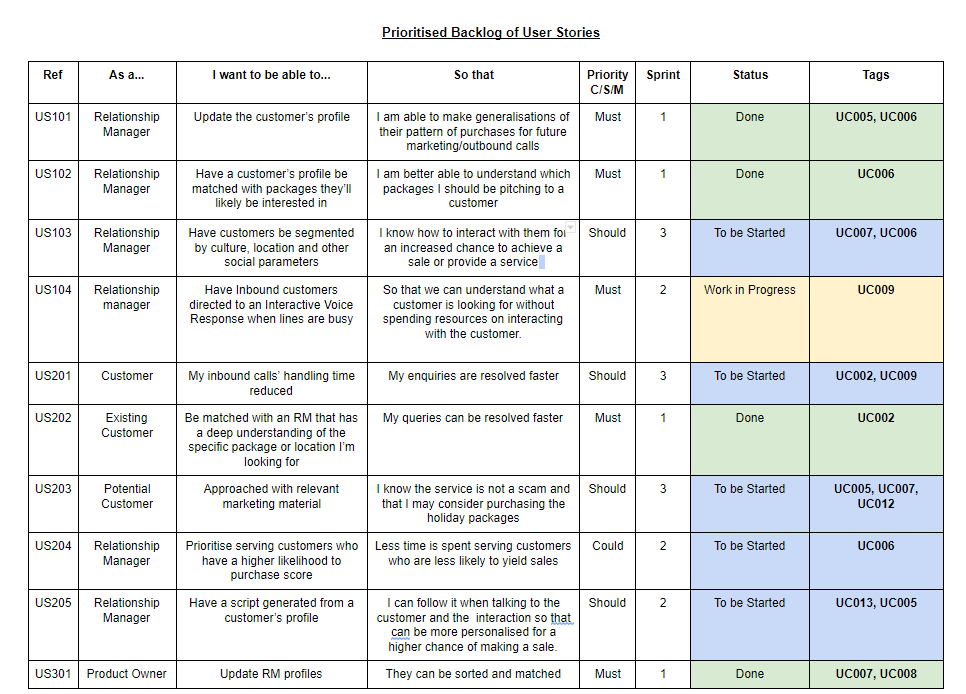 Prioritised Backlog of User Stories
Ref As a... I want to be able to... So that Priority Sprint Status Tags
C/S/M
US101 Relationship Update the customer's profile I am able to make generalisations of Must 1 Done UC005, UC006
Manager their pattern of purchases for future
marketing/outbound calls
US102 Relationship Have a customer's profile be I am better able to understand which Must 1 Done UC006
Manager matched with packages they'll packages I should be pitching to a
likely be interested in customer
US103 Relationship Have customers be segmented I know how to interact with them for Should 3 To be Started UC007, UC006
Manager by culture, location and other an increased chance to achieve a
social parameters sale or provide a service
US104 Relationship Have Inbound customers So that we can understand what a Must 2 Work in Progress UC009
manager directed to an Interactive Voice customer is looking for without
Response when lines are busy spending resources on interacting
with the customer.
US201 Customer My inbound calls' handling time My enquiries are resolved faster Should 3 To be Started UC002, UC009
reduced
US202 Existing Be matched with an RM that has My queries can be resolved faster Must 1 Done UC002
Customer a deep understanding of the
specific package or location I'm
looking for
US203 Potential Approached with relevant I know the service is not a scam and Should 3 To be Started UC005, UC007,
Customer marketing material that I may consider purchasing the UC012
holiday packages
US204 Relationship Prioritise serving customers who Less time is spent serving customers Could 2 To be Started UC006
Manager have a higher likelihood to who are less likely to yield sales
purchase score
US205 Relationship Have a script generated from a I can follow it when talking to the Should 2 To be Started UC013, UC005
Manager customer's profile customer and the interaction so that
can be more personalised for a
higher chance of making a sale.
US301 Product Owner Update RM profiles They can be sorted and matched Must 1 Done UC007, UC008